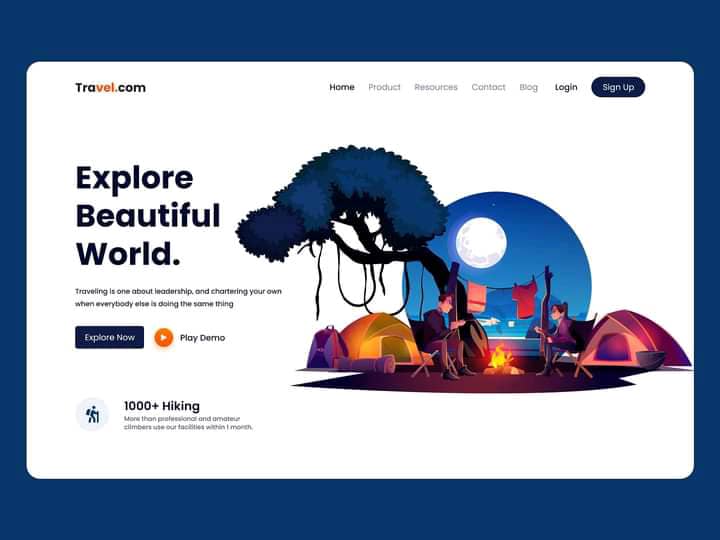 Travel.com
Home Product Resources Contact Blog Login Sign Up
Explore
Beautiful
World.
Traveling is one about leadership, and chartering your own
when everybody else is doing the same thing
Explore Now Play Demo
1000+ Hiking
More than professional and amateur
climbers use our facilities within 1 month.